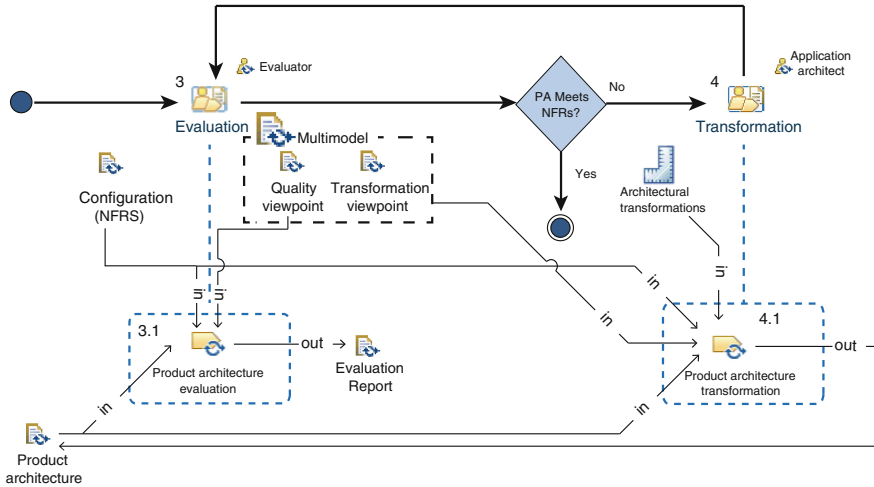 3
Evaluator
Evaluation
PA Meets
NFRs?
No
Yes
4
Application
architect
Transformation
Multimodel
Quality
viewpoint
Transformation
viewpoint
Configuration
(NFRS)
Architectural
transformations
in
in
in
in
in
3.1
Product architecture
evaluation
out
Evaluation
Report
4.1
Product architecture
transformation
out
in
in
Product
architecture